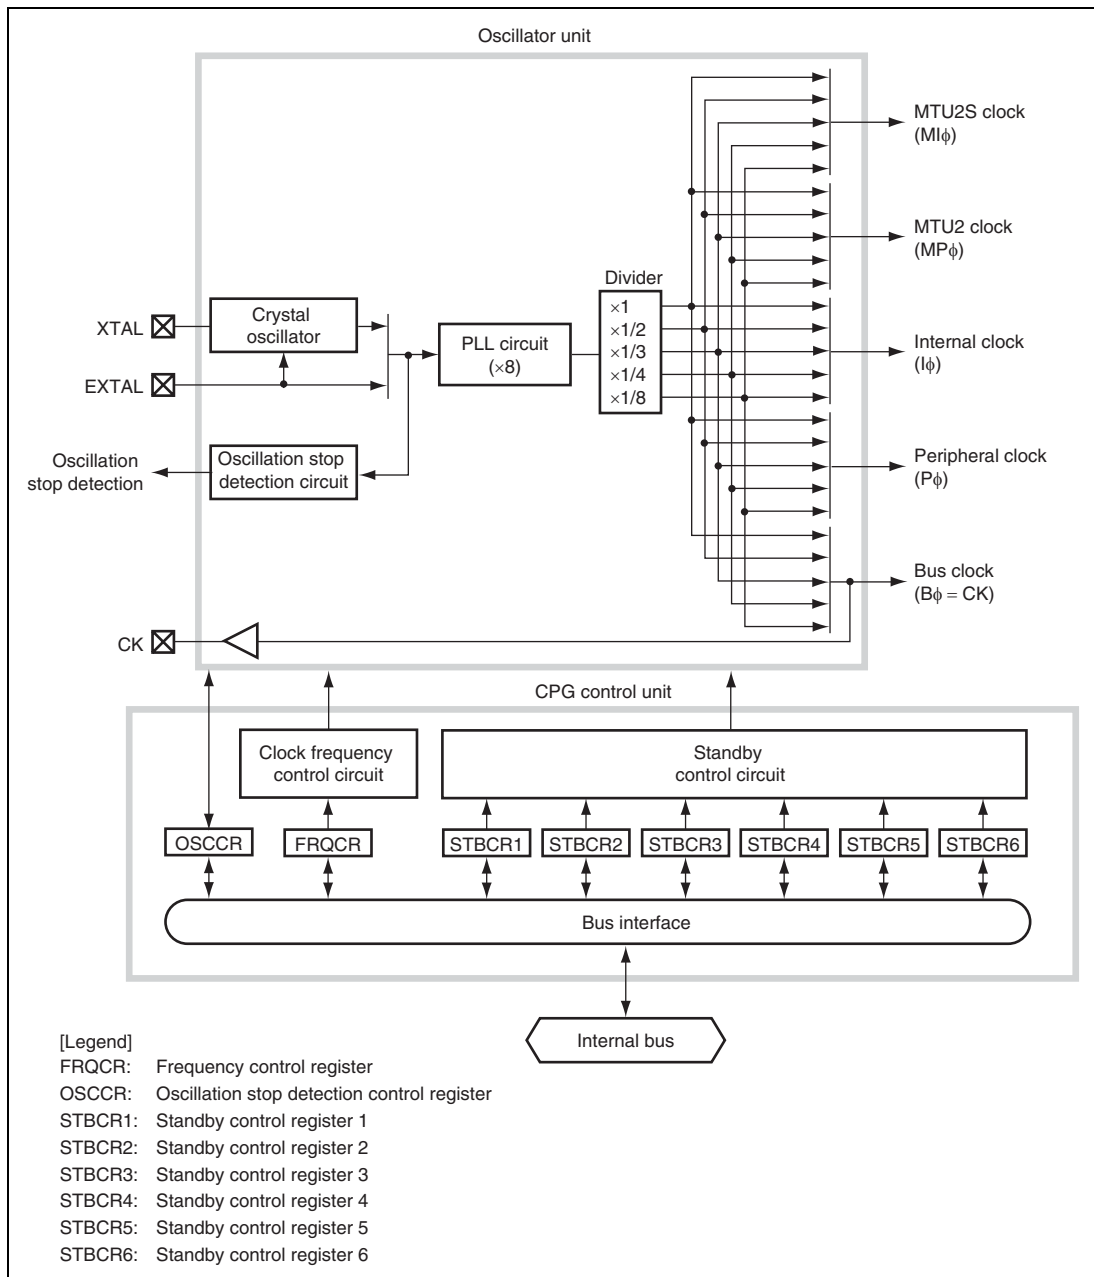 Oscillator unit
MTU2S clock
(MIφ)
MTU2 clock
(MPφ)
Divider
×1
×1/2
×1/3
×1/4
×1/8
XTAL
Crystal
oscillator
EXTAL
PLL circuit
(×8)
Internal clock
(Iφ)
Oscillation
stop detection
Oscillation stop
detection circuit
Peripheral clock
(Pφ)
Bus clock
(Bφ = CK)
CK
CPG control unit
Clock frequency
control circuit
Standby
control circuit
OSCCR
FRQCR
STBCR1
STBCR2
STBCR3
STBCR4
STBCR5
STBCR6
Bus interface
Internal bus
[Legend]
FRQCR: Frequency control register
OSCCR: Oscillation stop detection control register
STBCR1: Standby control register 1
STBCR2: Standby control register 2
STBCR3: Standby control register 3
STBCR4: Standby control register 4
STBCR5: Standby control register 5
STBCR6: Standby control register 6